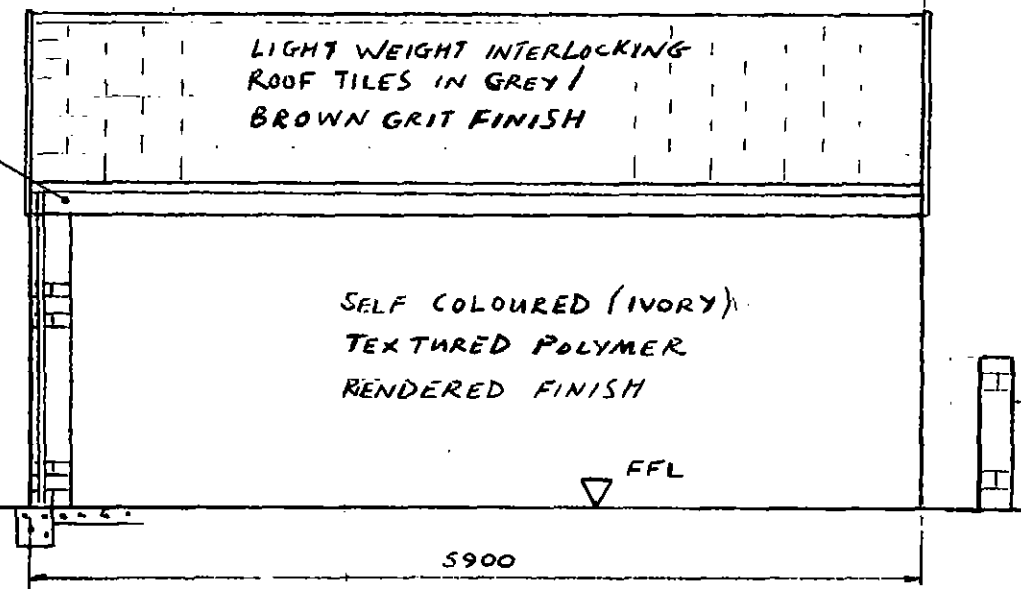 LIGHT WEIGHT INTERLOCKING
ROOF TILES IN GREY /
BROWN GRIT FINISH
SELF COLOURED (IVORY)
TEXTURED POLYMER
RENDERED FINISH
FFL
5900